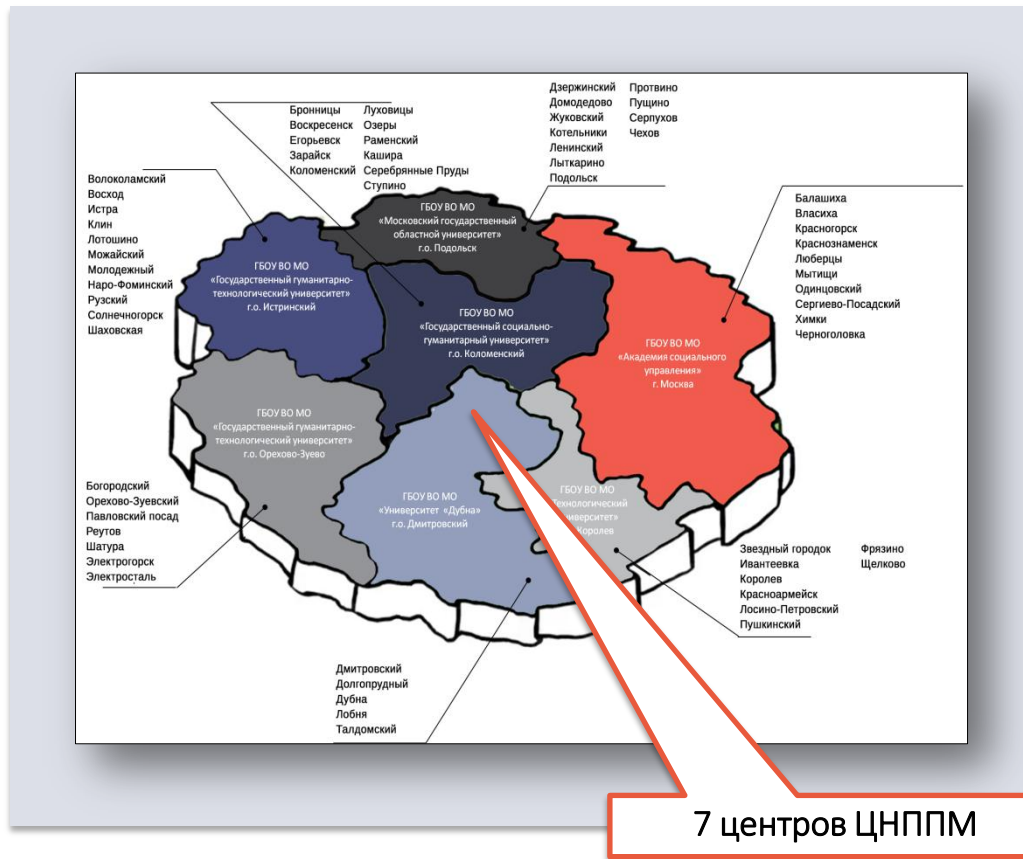 Бронницы
Воскресенск
Егорьевск
Зарайск
Коломенский
Луховицы
Озеры
Раменский
Кашира
Серебрянные Пруды
Ступино
Дзержинский
Домодедово
Жуковский
Котельники
Ленинский
Лыткарино
Подольск
Протвино
Пущино
Серпухов
Чехов
Волоколамский
Восход
Истра
Клин
Лотошино
Можайский
Молодежный
Наро-Фоминский
Рузский
Солнечногорск
Шаховская
Балашиха
Власиха
Красногорск
Краснознаменск
Люберцы
Мытищи
Одинцовский
Сергиево-Посадский
Химки
Черноголовка
ГБОУ ВО МО
«Московский государственный
областной университет»
г.о. Подольск
ГБОУ ВО МО
«Государственный гуманитарно-
технологический университет»
г.о. Истринский
ГБОУ ВО МО
«Государственный социально-
гуманитарный университет»
г.о. Коломенский
ГБОУ ВО МО
«Академия социального
управления»
г. Москва
ГБОУ ВО МО
«Государственный гуманитарно-
технологический университет»
г.о. Орехово-Зуево
ГБОУ ВО МО
«Университет «Дубна»
г.о. Дмитровский
ГБОУ ВО МО
Технологический
университет»
Королев
Богородский
Орехово-Зуевский
Павловский посад
Реутов
Шатура
Электрогорск
Электросталь
Звездный городок
Ивантеевка
Королев
Красноармейск
Лосино-Петровский
Пушкинский
Фрязино
Щелково
Дмитровский
Долгопрудный
Дубна
Лобня
Талдомский
7 центров ЦНППМ